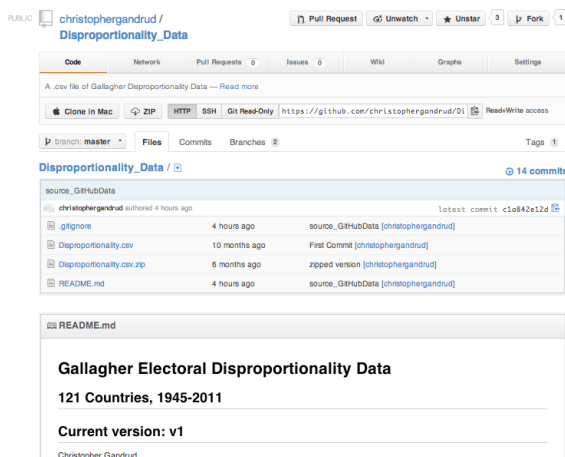 PUBLIC christophergandrud / Pull Request Unwatch Unstar 3 Fork 1
Disproportionality_Data
Code Network Pull Requests 0 Issues 0 Wiki Graphs Settings
A .csv file of Gallagher Disproportionality Data — Read more
Clone in Mac ZIP HTTP SSH Git Read-Only https://github.com/christophergandrud/Di Read+Write access
branch: master Files Commits Branches 2 Tags 1
Disproportionality_Data / 14 commits
source_GitHubData
christophergandrud authored 4 hours ago latest commit c1a842e12d
.gitignore 4 hours ago source_GitHubData [christophergandrud]
Disproportionality.csv 10 months ago First Commit [christophergandrud]
Disproportionality.csv.zip 6 months ago zipped version [christophergandrud]
README.md 4 hours ago source_GitHubData [christophergandrud]
README.md
Gallagher Electoral Disproportionality Data
121 Countries, 1945-2011
Current version: v1
Christopher Gandrud